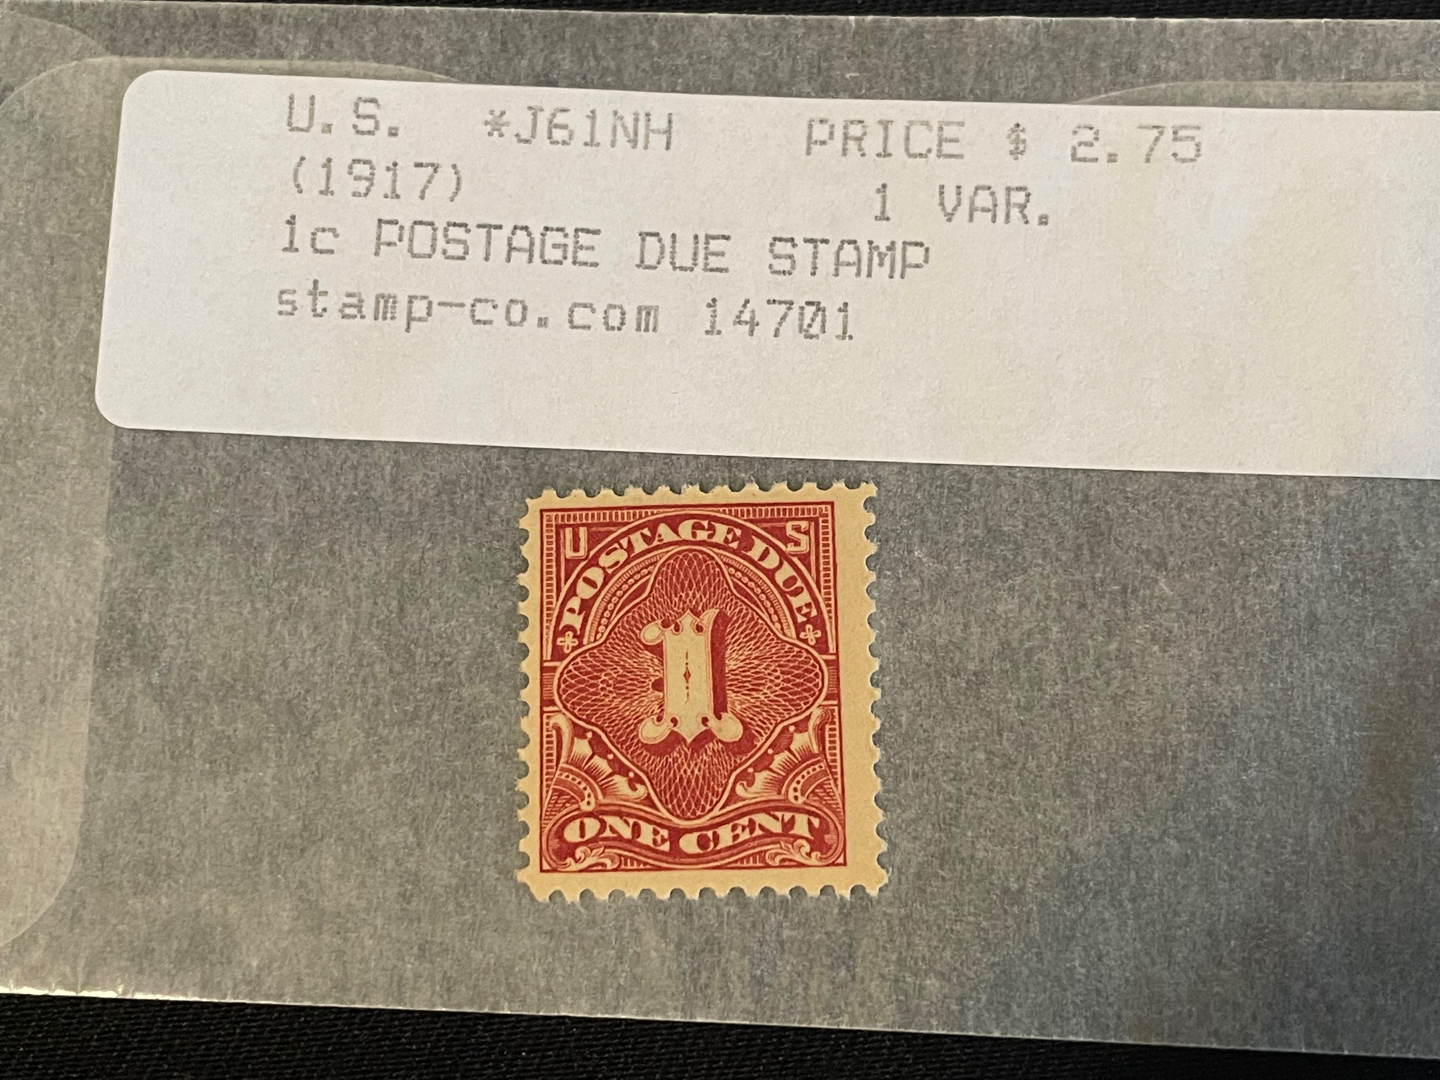 U.S. *J61NH PRICE $ 2.75
(1917) 1 VAR.
1c POSTAGE DUE STAMP
stamp-co.com 14701
U S
POSTAGE DUE
1
ONE CENT